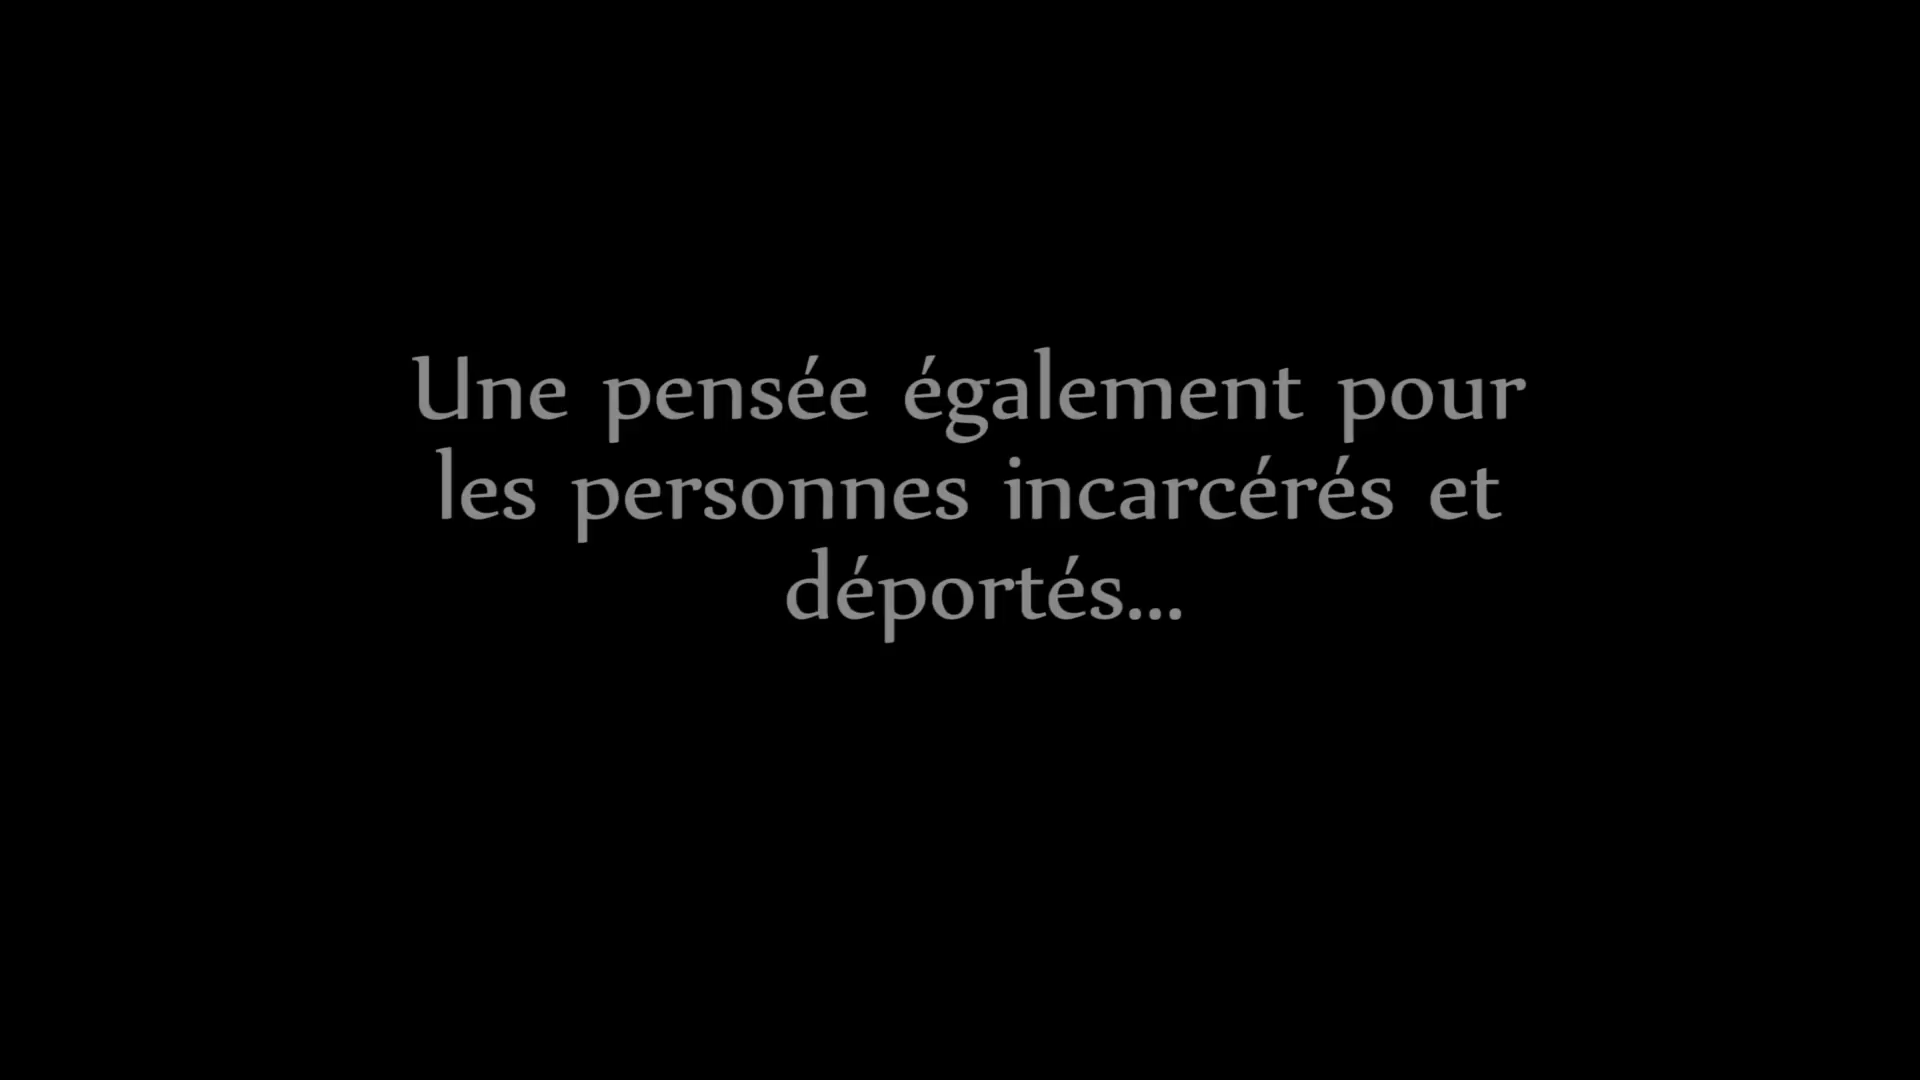 Une pensée également pour
les personnes incarcérés et
déportés...